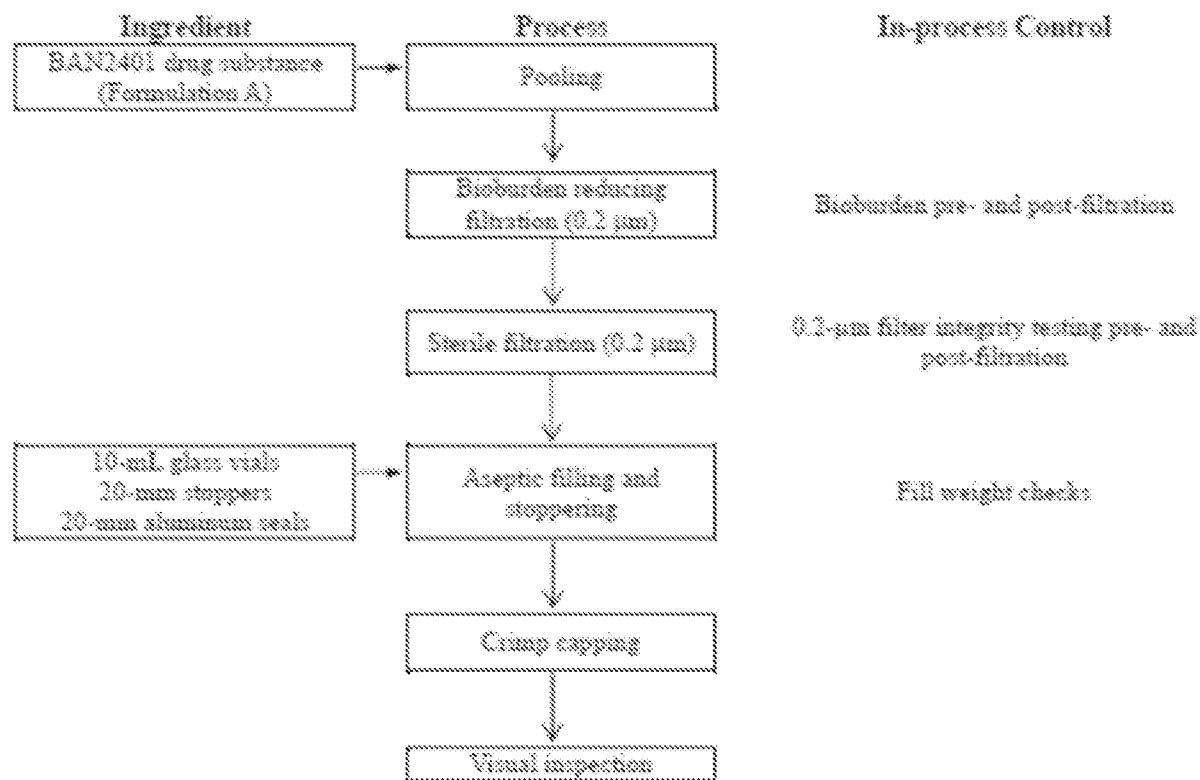 Ingredient
Process
In-process Control
BAN2401 drug substance
(Formulation A)
Pooling
Bioburden reducing
filtration (0.2 µm)
Bioburden pre- and post-filtration
Sterile filtration (0.2 µm)
0.2-µm filter integrity testing pre- and
post-filtration
10-mL glass vials
20-mm stoppers
20-mm aluminum seals
Aseptic filling and
stoppering
Fill weight checks
Crimp capping
Visual inspection